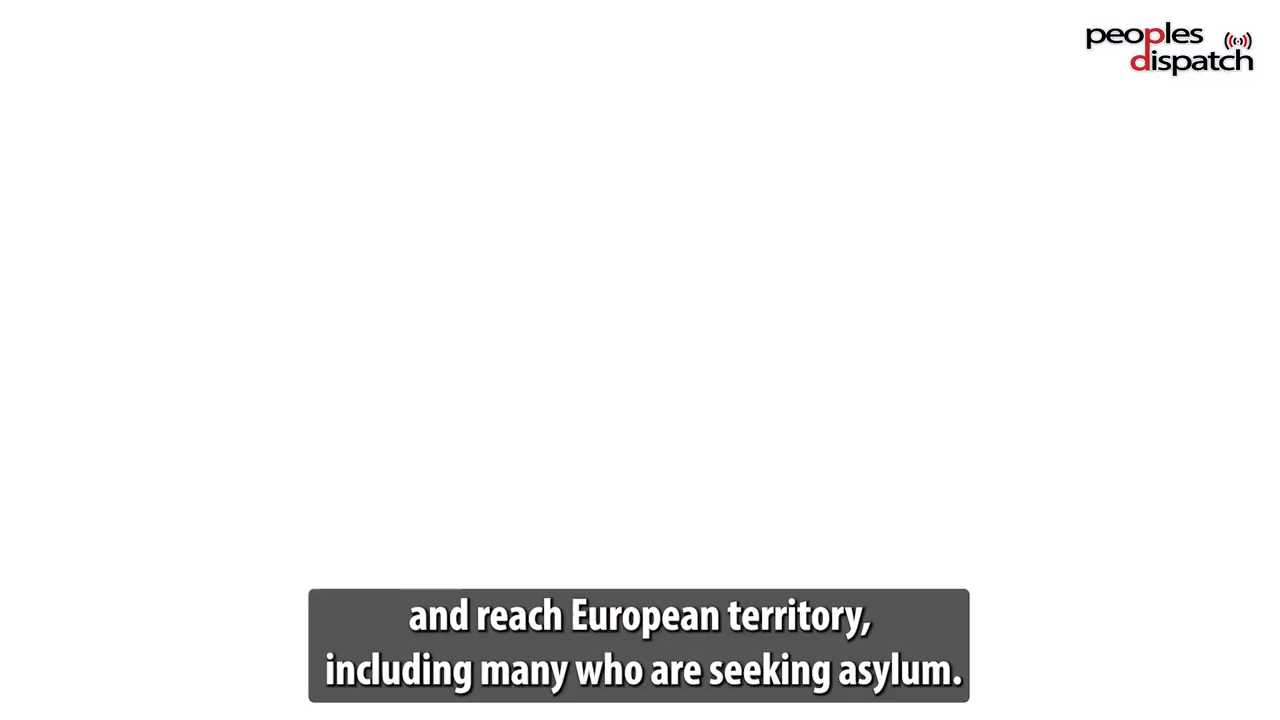 peoples
dispatch
and reach European territory,
including many who are seeking asylum.